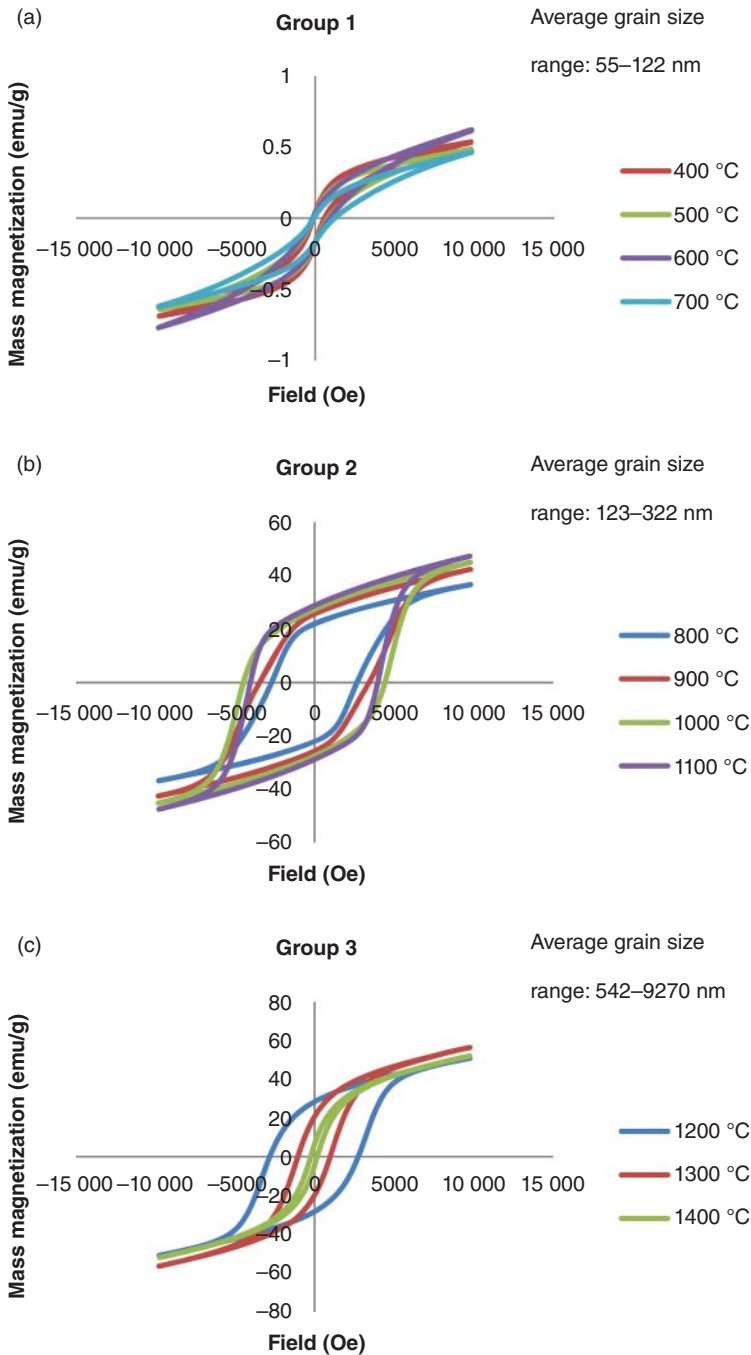 (a)
Group 1
Average grain size
range: 55–122 nm
Mass magnetization (emu/g)
1
0.5
0
–0.5
–1
–15 000 –10 000 –5000 0 5000 10 000 15 000
Field (Oe)
400 °C
500 °C
600 °C
700 °C
(b)
Group 2
Average grain size
range: 123–322 nm
Mass magnetization (emu/g)
60
40
20
0
–20
–40
–60
–15 000 –10 000 –5000 0 5000 10 000 15 000
Field (Oe)
800 °C
900 °C
1000 °C
1100 °C
(c)
Group 3
Average grain size
range: 542–9270 nm
Mass magnetization (emu/g)
80
60
40
20
0
–20
–40
–60
–80
–15 000 –10 000 –5000 0 5000 10 000 15 000
Field (Oe)
1200 °C
1300 °C
1400 °C